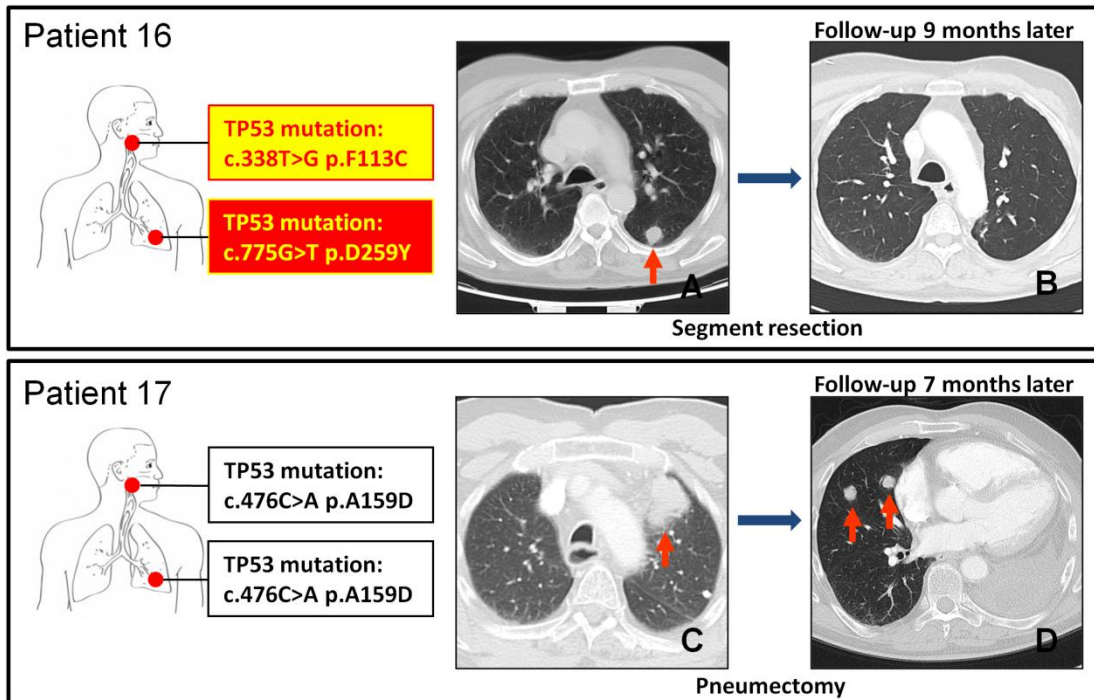 Patient 16
Follow-up 9 months later
TP53 mutation:
c.338T>G p.F113C
TP53 mutation:
c.775G>T p.D259Y
A
B
Segment resection
Patient 17
Follow-up 7 months later
TP53 mutation:
c.476C>A p.A159D
TP53 mutation:
c.476C>A p.A159D
C
D
Pneumectomy